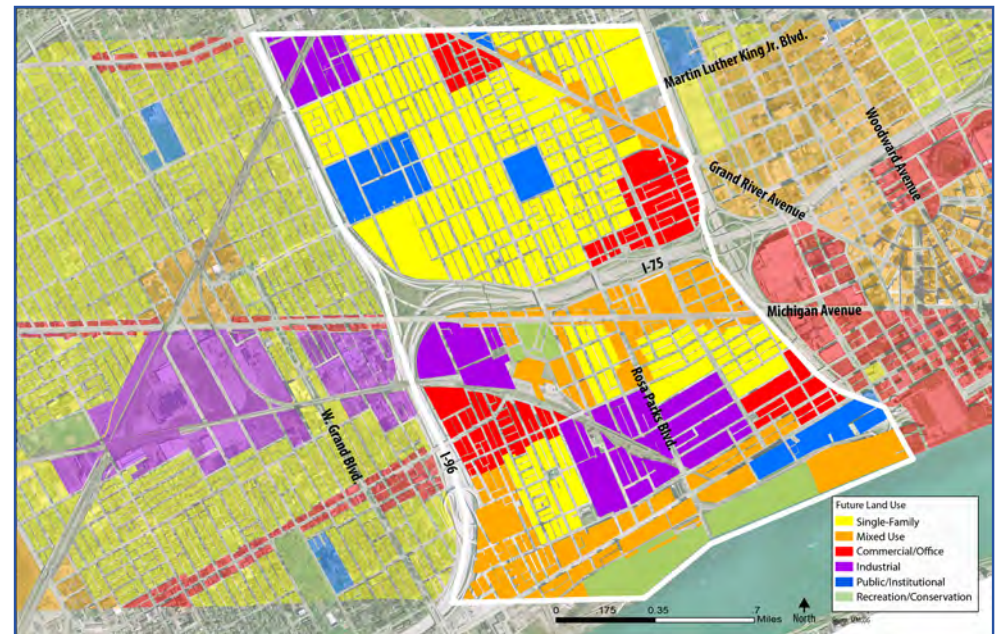 Martin Luther King Jr. Blvd.
Woodward Avenue
Grand River Avenue
I-75
Michigan Avenue
Rosa Parks Blvd.
W. Grand Blvd.
I-96
Future Land Use
Single-Family
Mixed Use
Commercial/Office
Industrial
Public/Institutional
Recreation/Conservation
0 175 0.35 .7
Miles
North